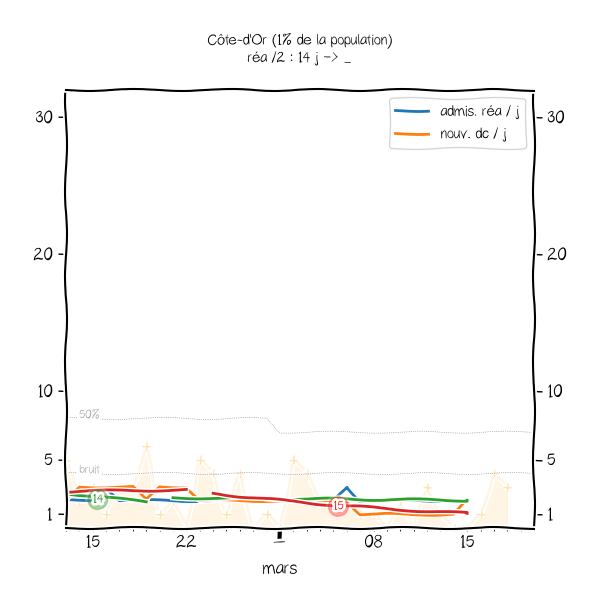 Côte-d'Or (1% de la population)
réa /2 : 14 j -> _
admis. réa / j
nouv. dc / j
30
30
20
20
10
10
50%
5
5
bruit
14
15
1
1
15
22
08
15
mars